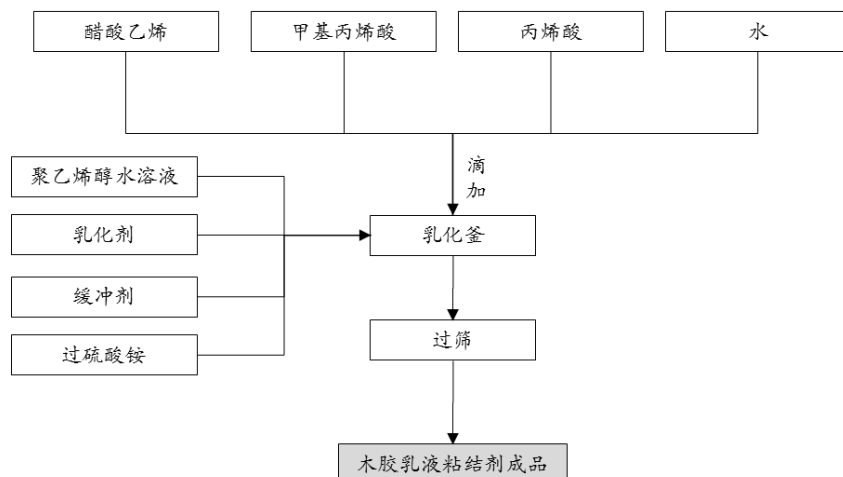 醋酸乙烯
甲基丙烯酸
丙烯酸
水
滴
加
聚乙烯醇水溶液
乳化剂
缓冲剂
过硫酸铵
乳化釜
过筛
木胶乳液粘结剂成品